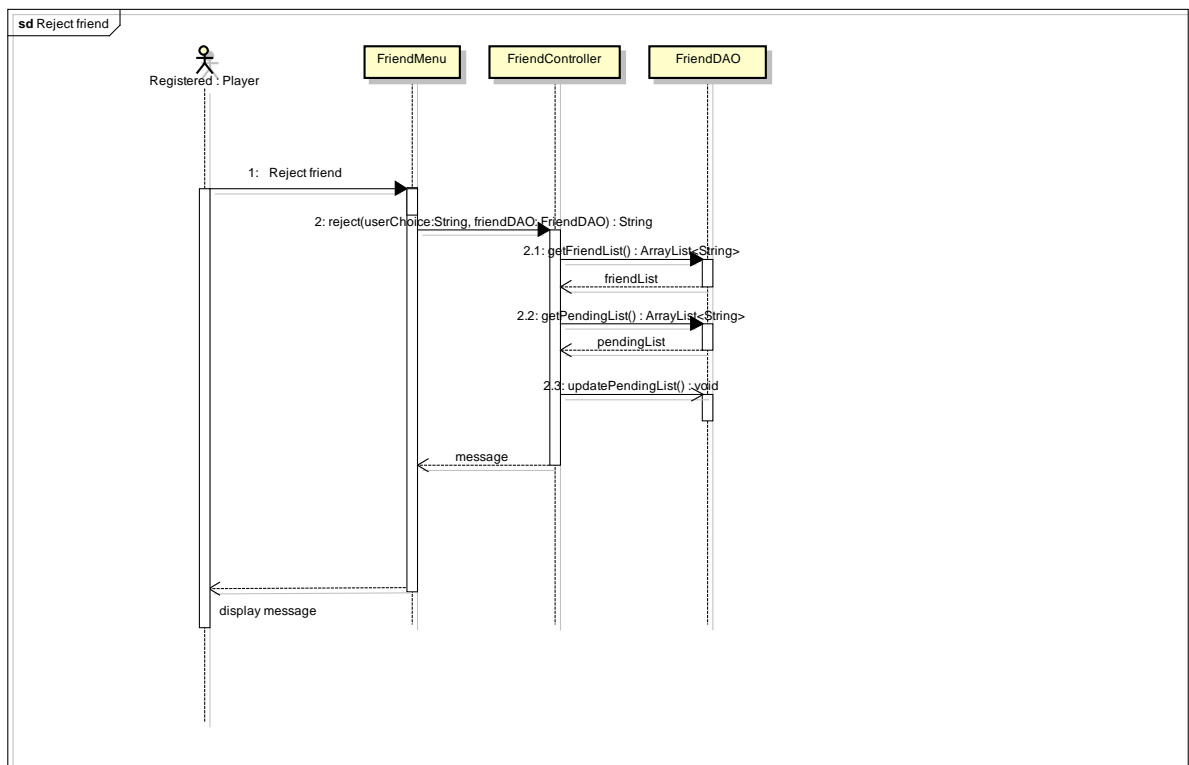 sd Reject friend
FriendMenu
FriendController
FriendDAO
Registered : Player
1: Reject friend
2: reject(userChoice:String, friendDAO:FriendDAO) : String
2.1: getFriendList() : ArrayList<String>
friendList
2.2: getPendingList() : ArrayList<String>
pendingList
2.3: updatePendingList() : void
message
display message